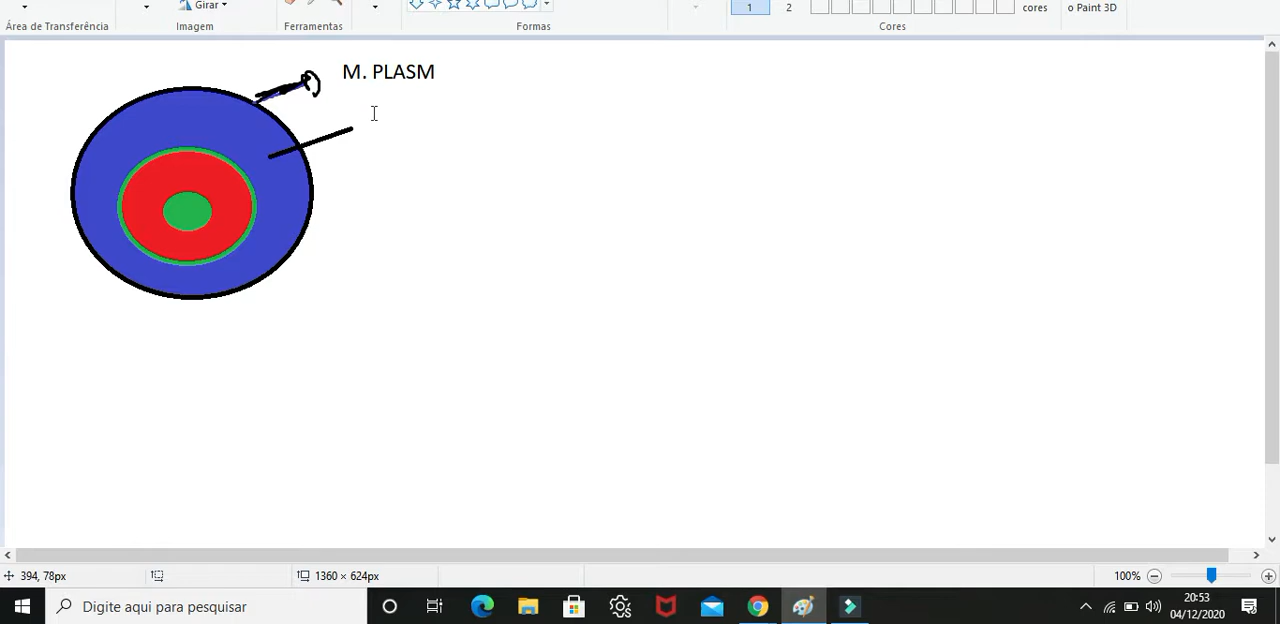 Girar
1 2 cores o Paint 3D
Área de Transferência Imagem Ferramentas Formas Cores
M. PLASM
394, 78px 1360 × 624px 100%
Digite aqui para pesquisar
20:53
04/12/2020